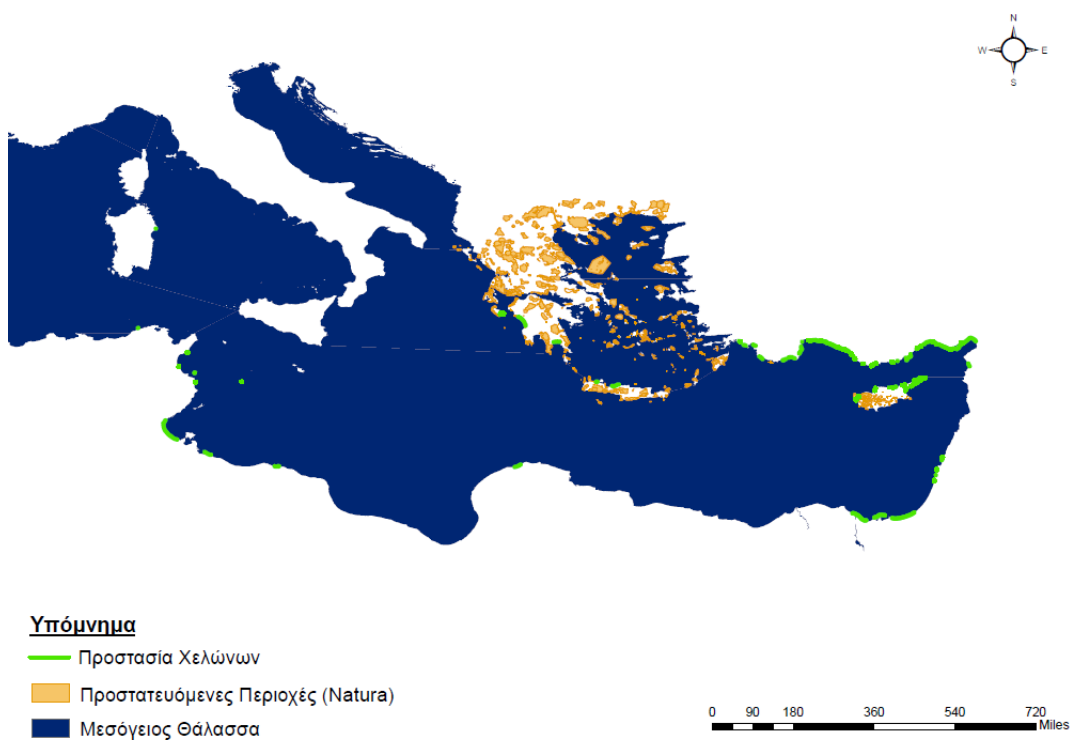 N
W E
S
Υπόμνημα
Προστασία Χελώνων
Προστατευόμενες Περιοχές (Natura)
Μεσόγειος Θάλασσα
0 90 180 360 540 720
Miles